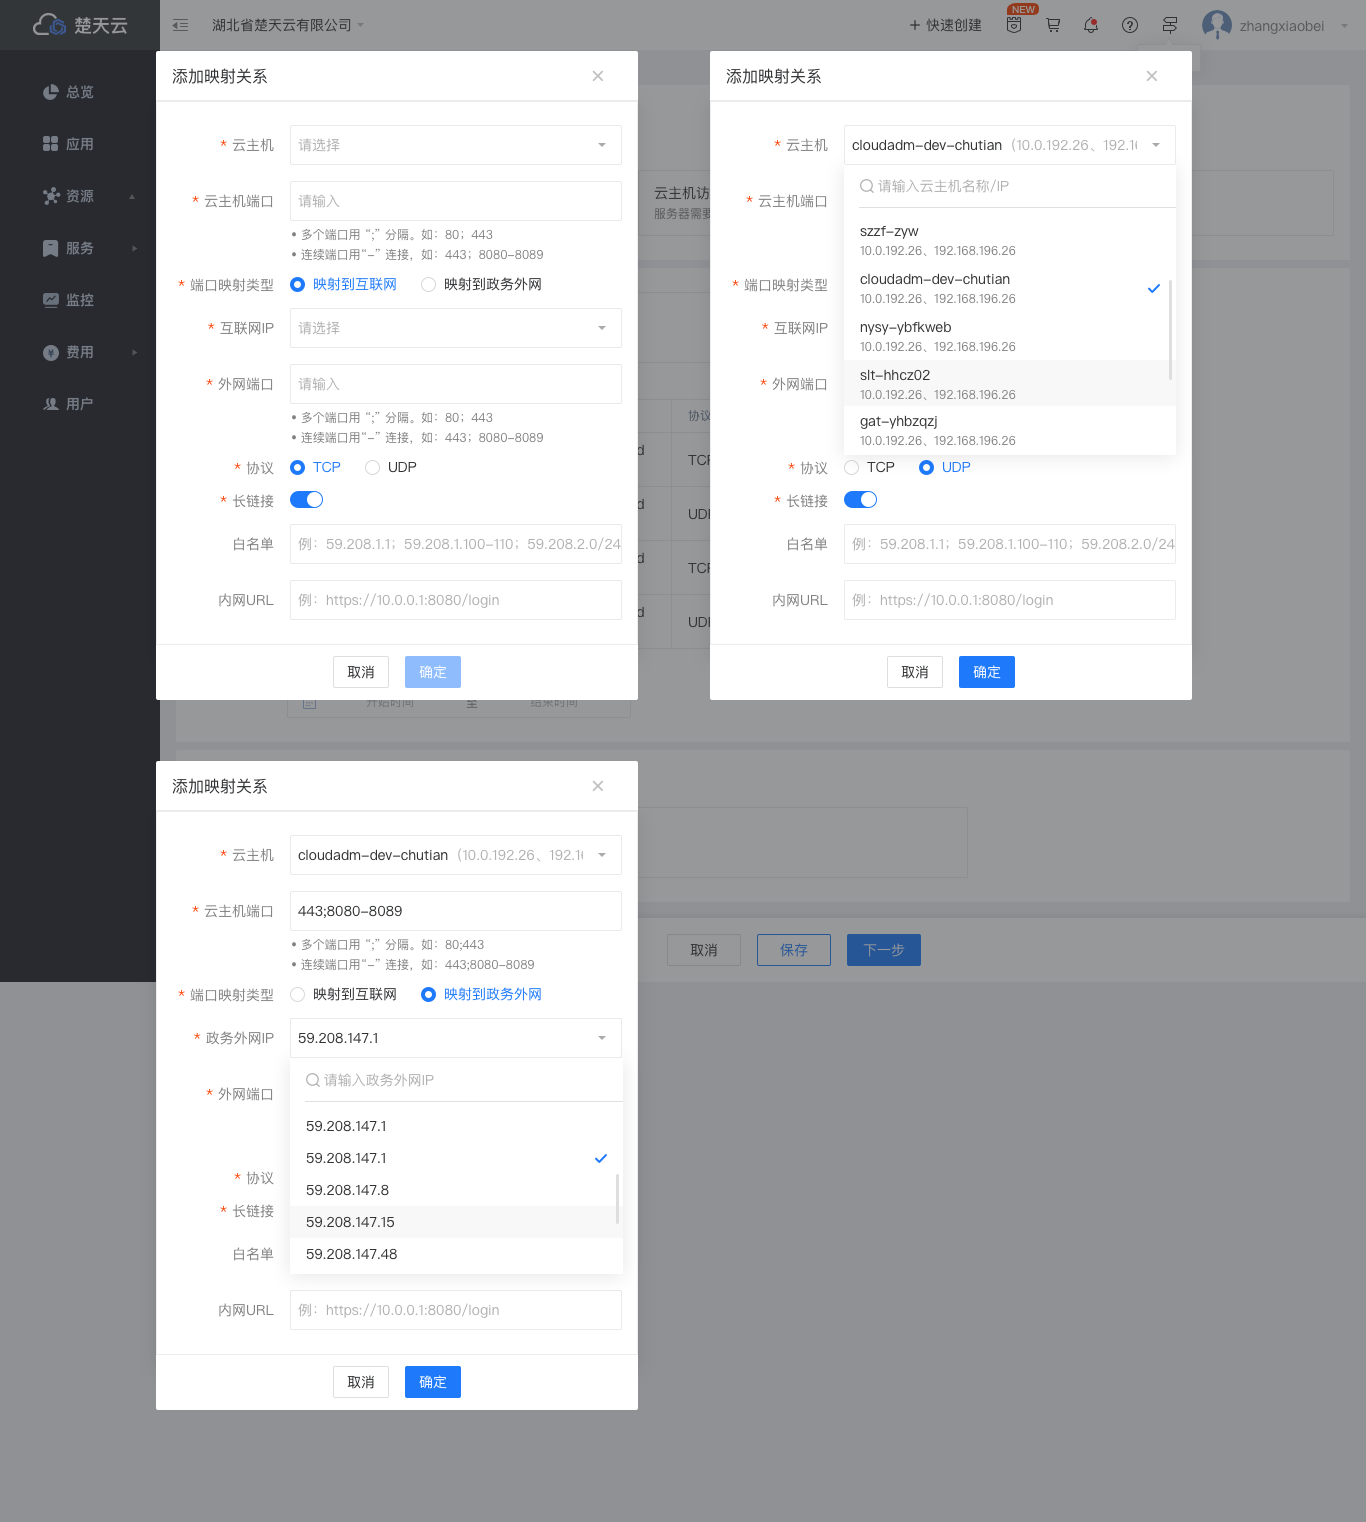 楚天云
湖北省楚天云有限公司
快速创建
NEW
zhangxiaobei
总览
应用
资源
服务
监控
费用
用户
添加映射关系
* 云主机
请选择
* 云主机端口
请输入
• 多个端口用 “;” 分隔。如：80；443
• 连续端口用“-” 连接，如：443；8080-8089
* 端口映射类型
映射到互联网
映射到政务外网
* 互联网IP
请选择
* 外网端口
请输入
• 多个端口用 “;” 分隔。如：80；443
• 连续端口用“-” 连接，如：443；8080-8089
* 协议
TCP
UDP
* 长链接
白名单
例：59.208.1.1；59.208.1.100-110；59.208.2.0/24
内网URL
例：https://10.0.0.1:8080/login
取消
确定
云主机访
服务器需要
协议
TCP
UDP
TCP
UDP
开始时间
至
结束时间
添加映射关系
* 云主机
cloudadm-dev-chutian（10.0.192.26、192.16
* 云主机端口
请输入云主机名称/IP
szzf-zyw
10.0.192.26、192.168.196.26
cloudadm-dev-chutian
10.0.192.26、192.168.196.26
nysy-ybfkweb
10.0.192.26、192.168.196.26
slt-hhcz02
10.0.192.26、192.168.196.26
gat-yhbzqzj
10.0.192.26、192.168.196.26
* 端口映射类型
* 互联网IP
* 外网端口
* 协议
TCP
UDP
* 长链接
白名单
例：59.208.1.1；59.208.1.100-110；59.208.2.0/24
内网URL
例：https://10.0.0.1:8080/login
取消
确定
添加映射关系
* 云主机
cloudadm-dev-chutian（10.0.192.26、192.16
* 云主机端口
443;8080-8089
• 多个端口用 “;” 分隔。如：80;443
• 连续端口用“-” 连接，如：443;8080-8089
* 端口映射类型
映射到互联网
映射到政务外网
* 政务外网IP
59.208.147.1
* 外网端口
请输入政务外网IP
59.208.147.1
59.208.147.1
59.208.147.8
59.208.147.15
59.208.147.48
* 协议
* 长链接
白名单
内网URL
例：https://10.0.0.1:8080/login
取消
确定
取消
保存
下一步